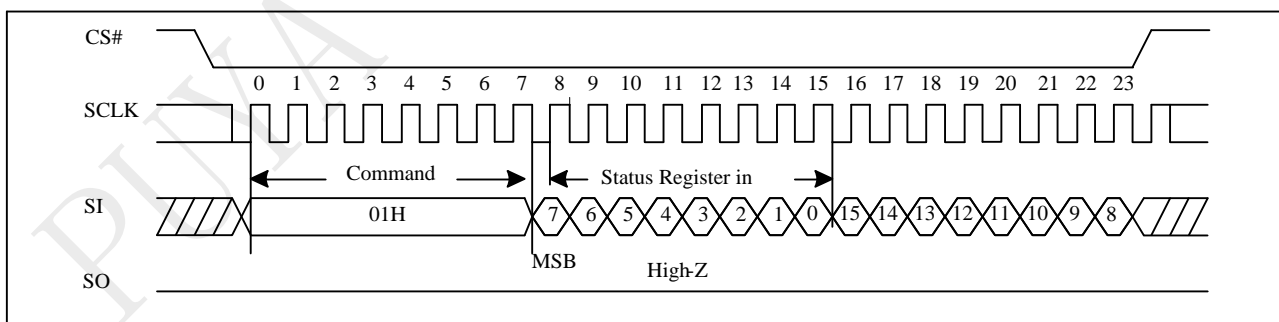 CS#
0 1 2 3 4 5 6 7 8 9 10 11 12 13 14 15 16 17 18 19 20 21 22 23
SCLK
Command Status Register in
SI 01H 7 6 5 4 3 2 1 0 15 14 13 12 11 10 9 8
MSB High-Z
SO
PUYA